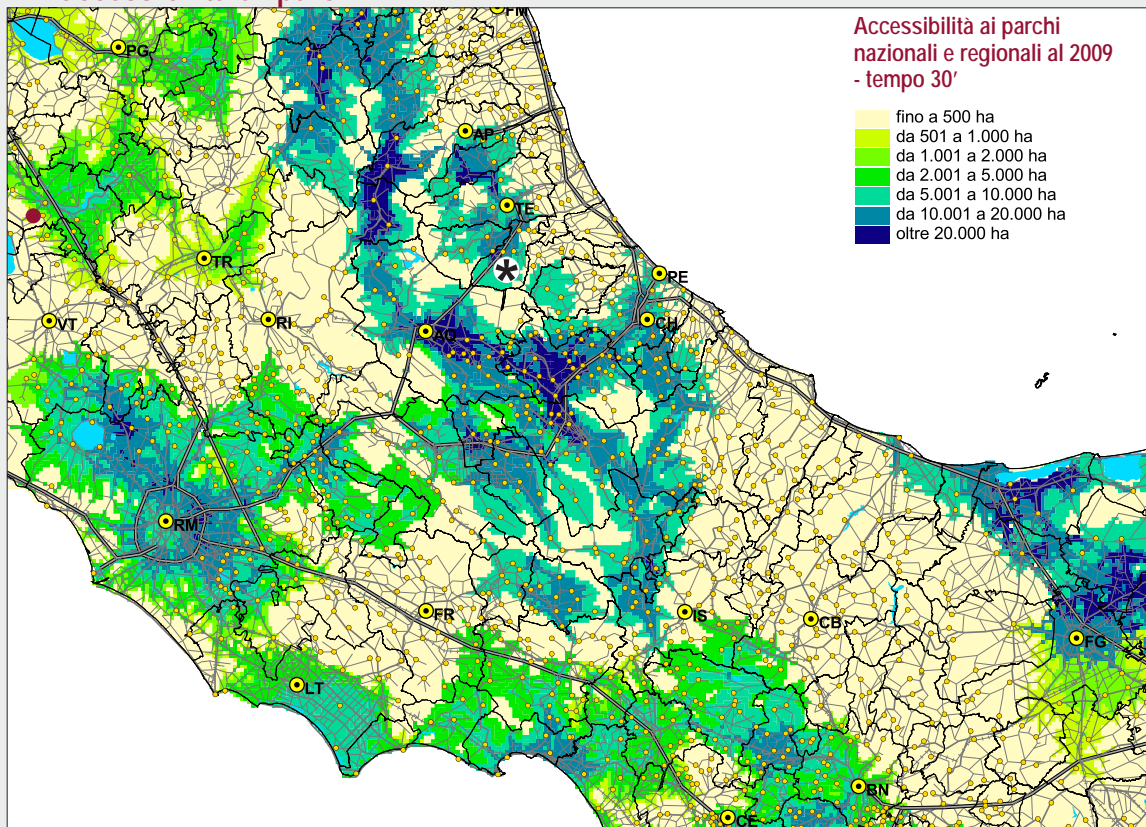 Accessibilità ai parchi
nazionali e regionali al 2009
- tempo 30'
fino a 500 ha
da 501 a 1.000 ha
da 1.001 a 2.000 ha
da 2.001 a 5.000 ha
da 5.001 a 10.000 ha
da 10.001 a 20.000 ha
oltre 20.000 ha
FM
PG
AP
TE
TR
PE
VT
RI
AQ
CH
RM
FR
IS
CB
FG
LT
BN
CE